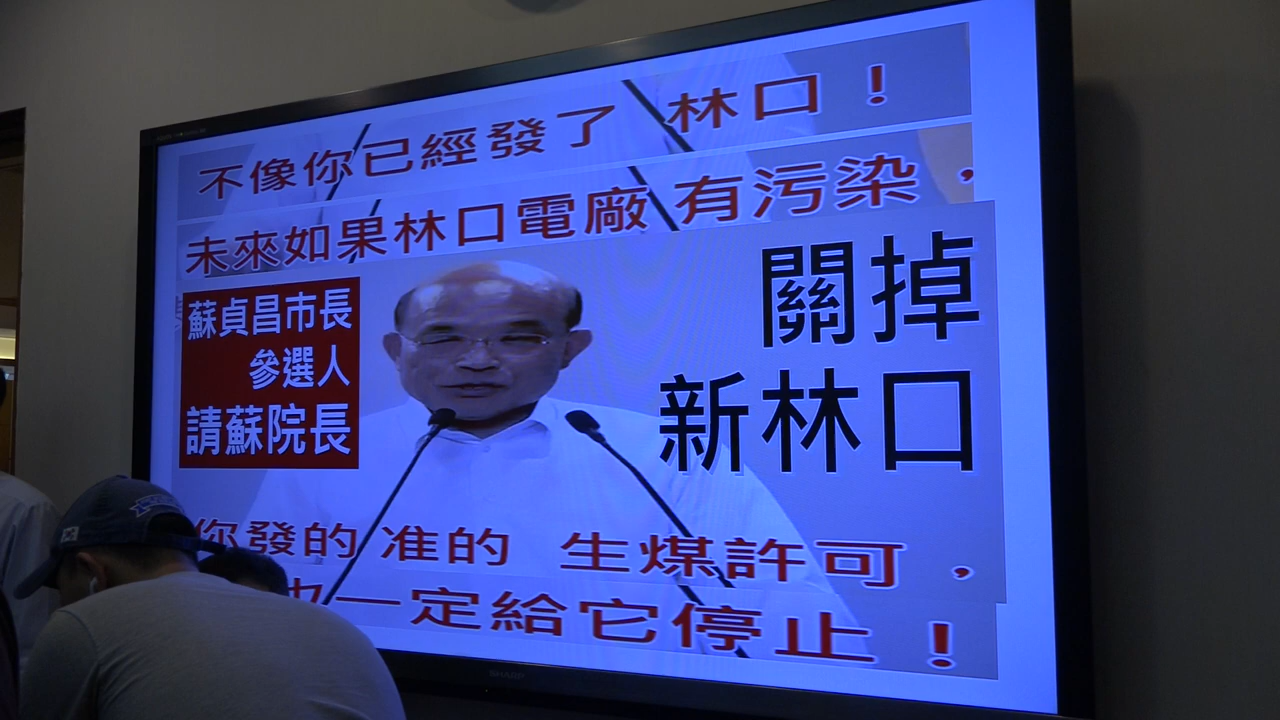 不像你已經發了 林口！
未來如果林口電廠 有污染，
蘇貞昌市長
參選人
請蘇院長
關掉
新林口
你發的 准的 生煤許可，
一定給它停止！
SHARP